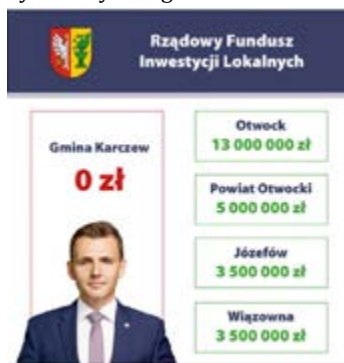 Rządowy Fundusz
Inwestycji Lokalnych
Gmina Karczew
0 zł
Otwock
13 000 000 zł
Powiat Otwocki
5 000 000 zł
Józefów
3 500 000 zł
Wiązowna
3 500 000 zł